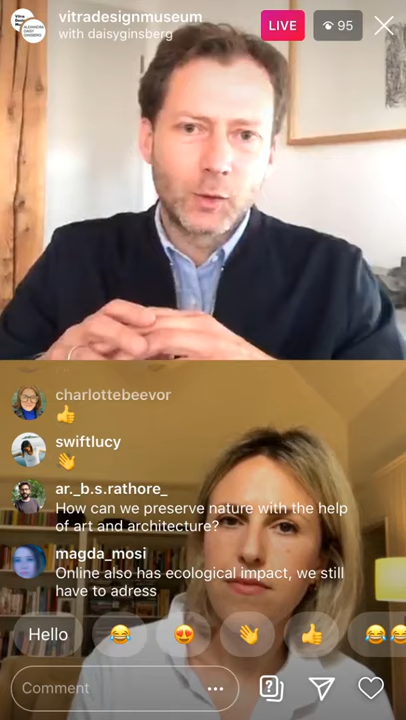 vitradesignmuseum
with daisyginsberg
LIVE
95
charlottebeevor
swiftlucy
ar._b.s.rathore_
How can we preserve nature with the help
of art and architecture?
magda_mosi
Online also has ecological impact, we still
have to adress
Hello
Comment